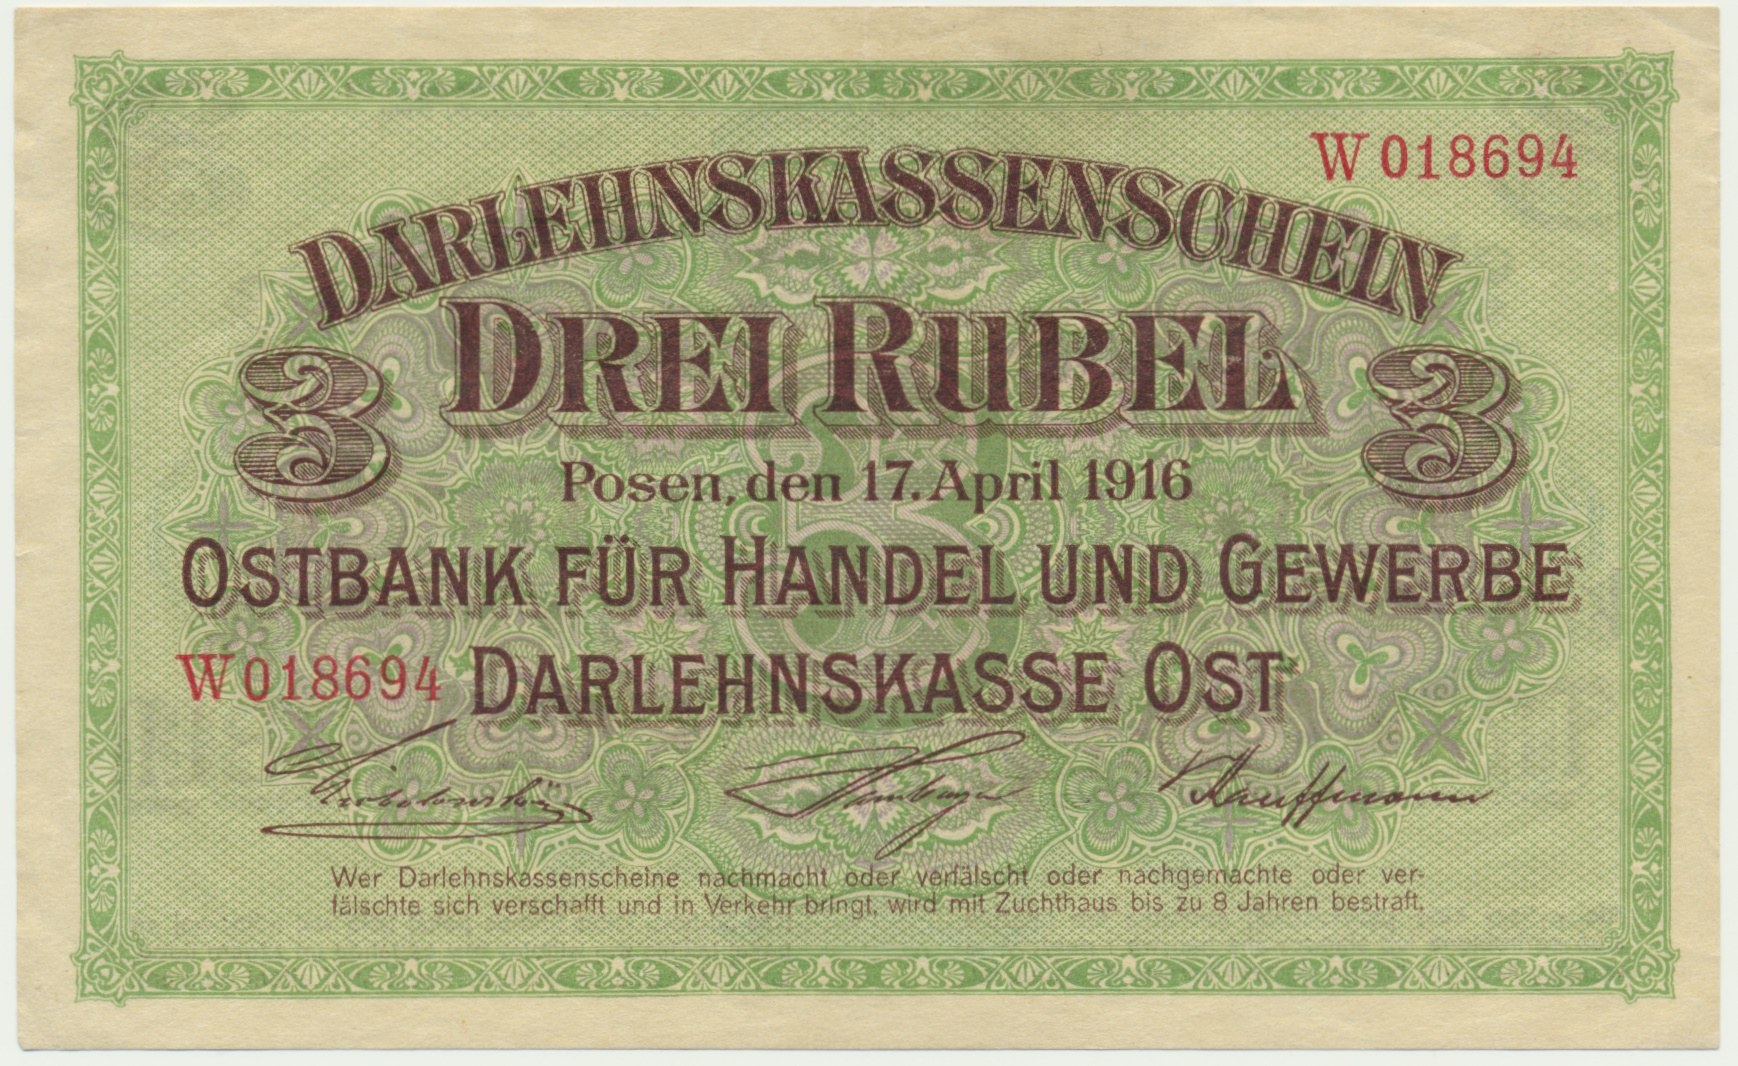 W 018694
DARLEHNSKASSENSCHEIN
3 DREI RUBEL 3
Posen, den 17. April 1916
OSTBANK FÜR HANDEL UND GEWERBE
W 018694 DARLEHNSKASSE OST
Kauffmann
Wer Darlehnskassenscheine nachmacht oder verfälscht oder nachgemachte oder ver-
fälschte sich verschafft und in Verkehr bringt, wird mit Zuchthaus bis zu 8 Jahren bestraft.